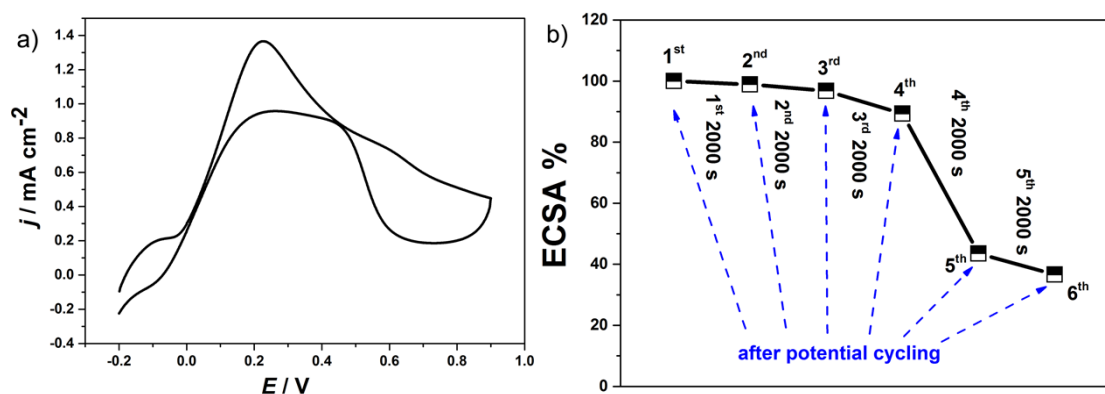 a)
1.4
1.2
1.0
0.8
0.6
0.4
0.2
0.0
-0.2
-0.4
j / mA cm⁻²
-0.2 0.0 0.2 0.4 0.6 0.8 1.0
E / V
b)
120
100
80
60
40
20
0
ECSA %
1ˢᵗ
2ⁿᵈ
3ʳᵈ
4ᵗʰ
5ᵗʰ
6ᵗʰ
1ˢᵗ 2000 s
2ⁿᵈ 2000 s
3ʳᵈ 2000 s
4ᵗʰ 2000 s
5ᵗʰ 2000 s
after potential cycling